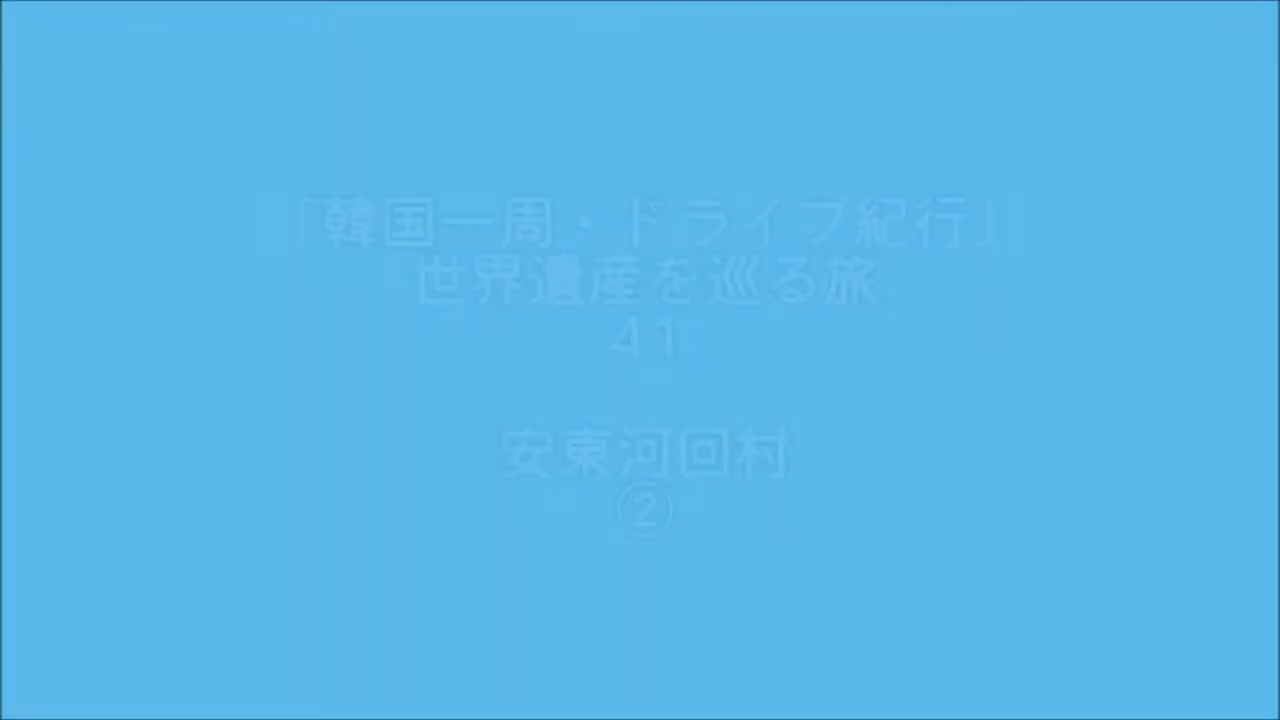 「韓国一周・ドライブ紀行」
世界遺産を巡る旅
４１
安東河回村
②